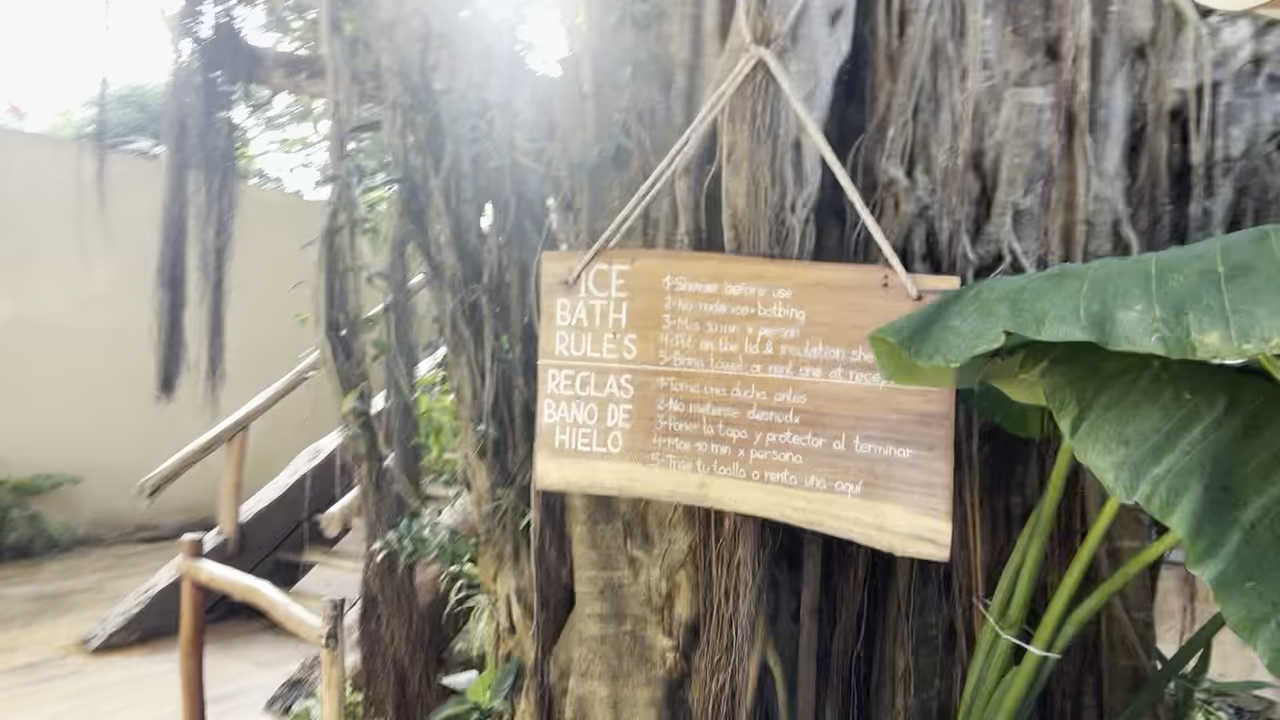 ICE
BATH
RULE'S
1-Shower before use
2-No nude bathing
3-Max 10 min x person
4-Put on the lid & insulation
5-Bring towel or rent one at
REGLAS
BAÑO DE
HIELO
1-Toma una ducha antes
2-No meterse desnudx
3-Poner la tapa y protector al terminar
4-Max 10 min x persona
5-Trae tu toalla o renta una aquí